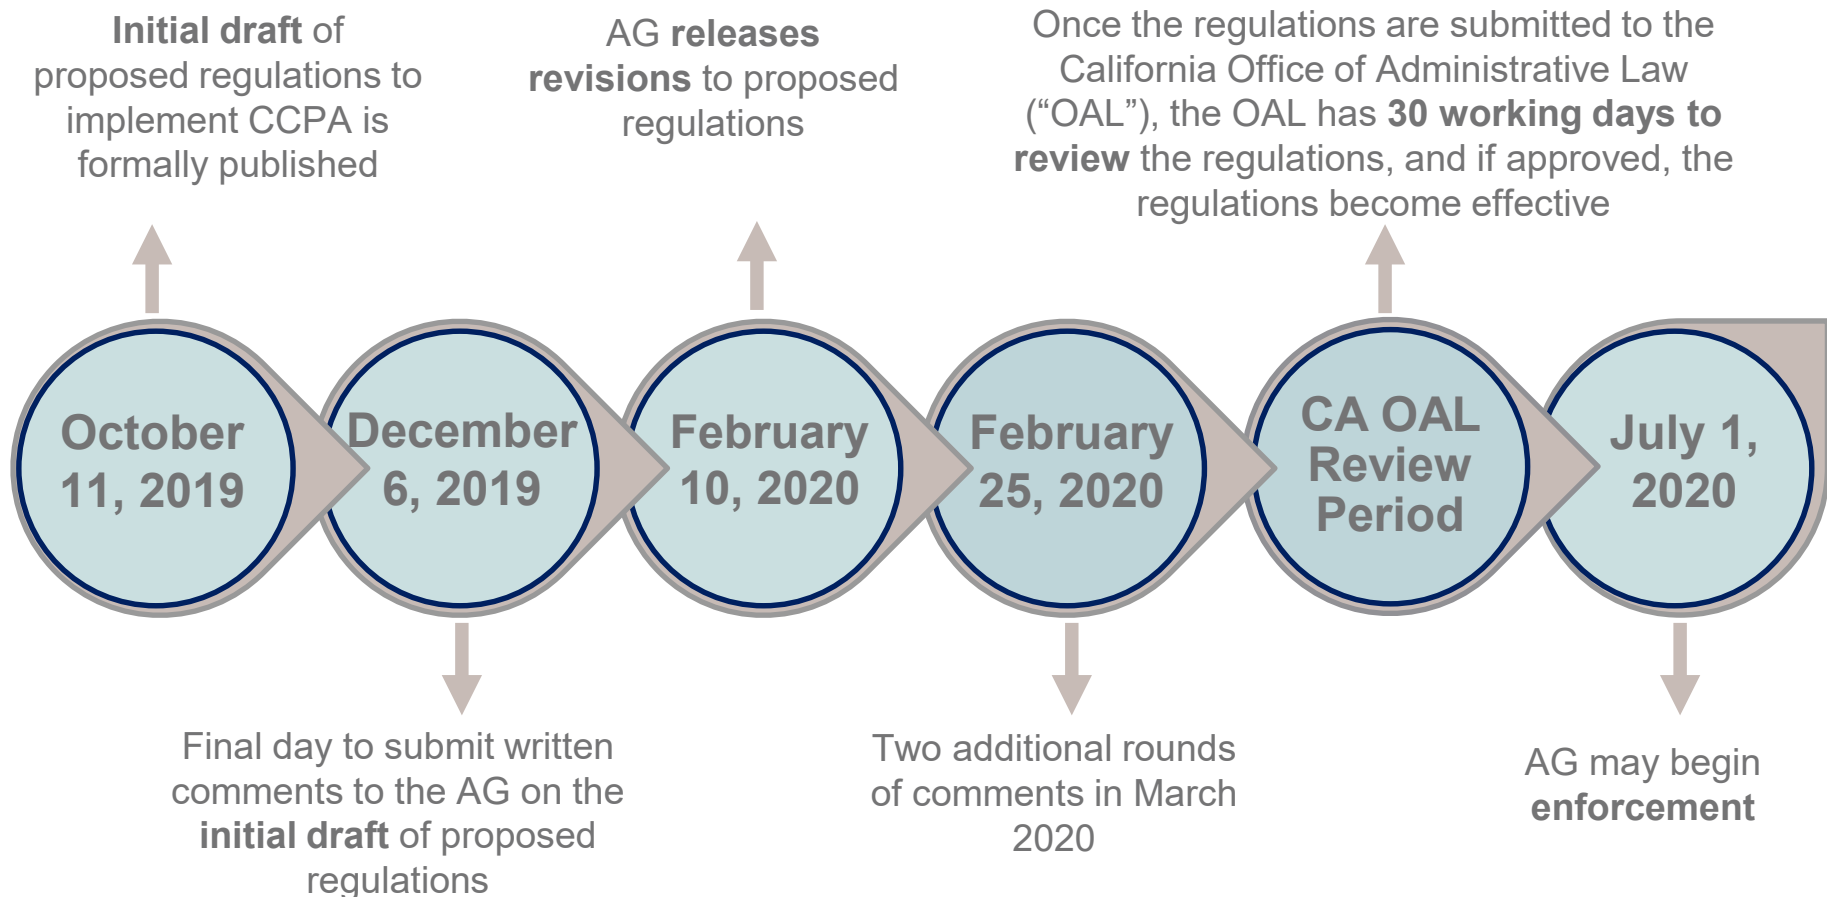 Initial draft of
proposed regulations to
implement CCPA is
formally published
AG releases
revisions to proposed
regulations
Once the regulations are submitted to the
California Office of Administrative Law
(“OAL”), the OAL has 30 working days to
review the regulations, and if approved, the
regulations become effective
October
11, 2019
December
6, 2019
February
10, 2020
February
25, 2020
CA OAL
Review
Period
July 1,
2020
Final day to submit written
comments to the AG on the
initial draft of proposed
regulations
Two additional rounds
of comments in March
2020
AG may begin
enforcement